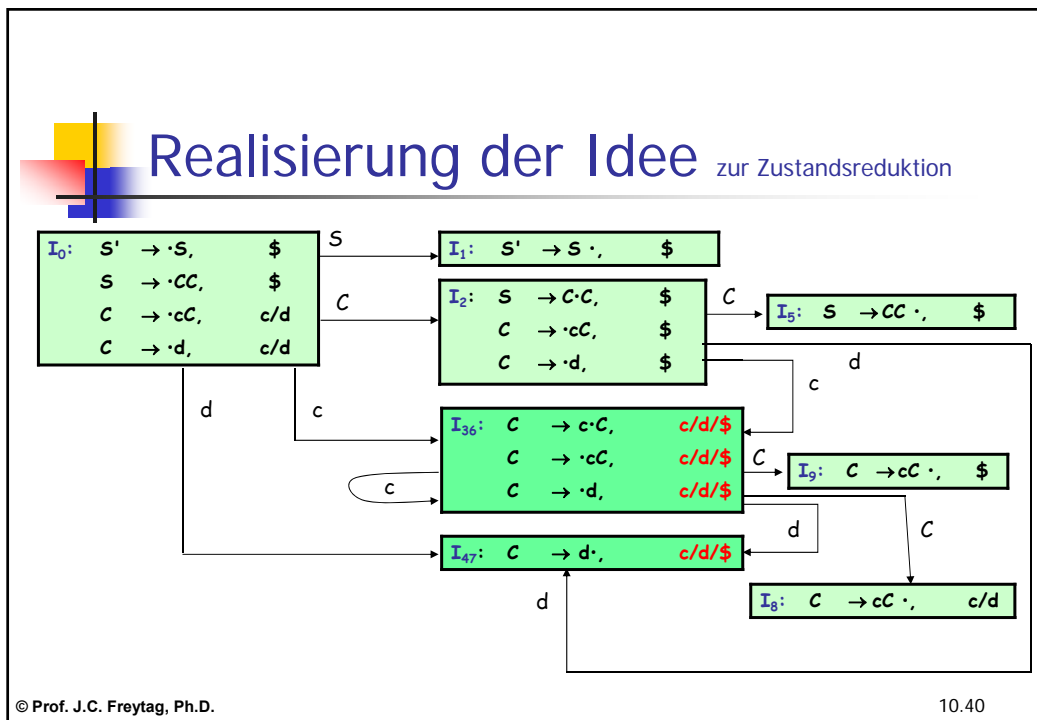 Realisierung der Idee zur Zustandsreduktion
I₀: S' → ·S, $
S → ·CC, $
C → ·cC, c/d
C → ·d, c/d
S
C
I₁: S' → S ·, $
I₂: S → C·C, $
C → ·cC, $
C → ·d, $
C
I₅: S → CC ·, $
d
c
d
c
I₃₆: C → c·C, c/d/$
C → ·cC, c/d/$
C → ·d, c/d/$
c
C
I₉: C → cC ·, $
d
C
I₄₇: C → d·, c/d/$
d
I₈: C → cC ·, c/d
© Prof. J.C. Freytag, Ph.D.
10.40